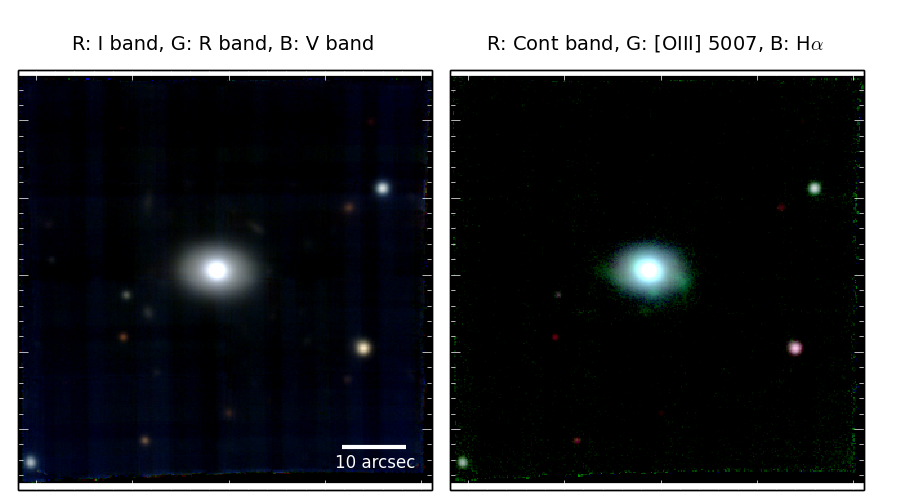 R: I band, G: R band, B: V band
R: Cont band, G: [OIII] 5007, B: Hα
10 arcsec